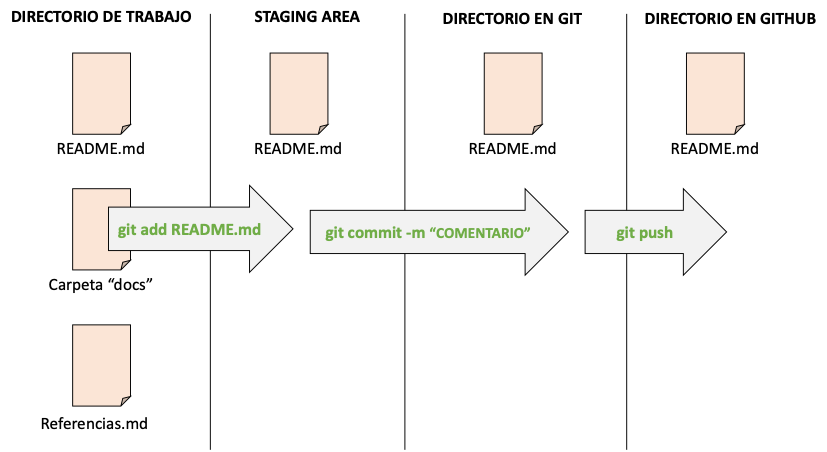 DIRECTORIO DE TRABAJO
STAGING AREA
DIRECTORIO EN GIT
DIRECTORIO EN GITHUB
README.md
README.md
README.md
README.md
git add README.md
git commit -m “COMENTARIO”
git push
Carpeta “docs”
Referencias.md